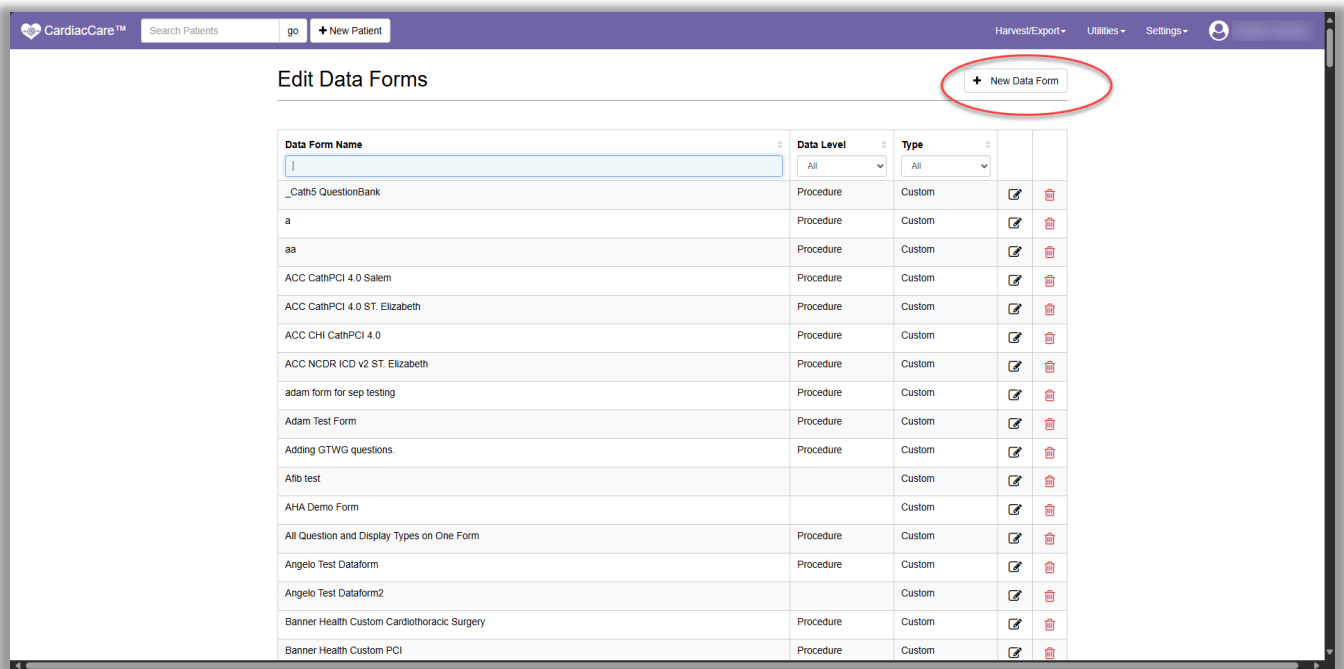 CardiacCare™ Search Patients go + New Patient Harvest/Export Utilities Settings
Edit Data Forms + New Data Form
Data Form Name Data Level Type
All All
_Cath5 QuestionBank Procedure Custom
a Procedure Custom
aa Procedure Custom
ACC CathPCI 4.0 Salem Procedure Custom
ACC CathPCI 4.0 ST. Elizabeth Procedure Custom
ACC CHI CathPCI 4.0 Procedure Custom
ACC NCDR ICD v2 ST. Elizabeth Procedure Custom
adam form for sep testing Procedure Custom
Adam Test Form Procedure Custom
Adding GTWG questions. Procedure Custom
Afib test Custom
AHA Demo Form Custom
All Question and Display Types on One Form Procedure Custom
Angelo Test Dataform Procedure Custom
Angelo Test Dataform2 Custom
Banner Health Custom Cardiothoracic Surgery Procedure Custom
Banner Health Custom PCI Procedure Custom